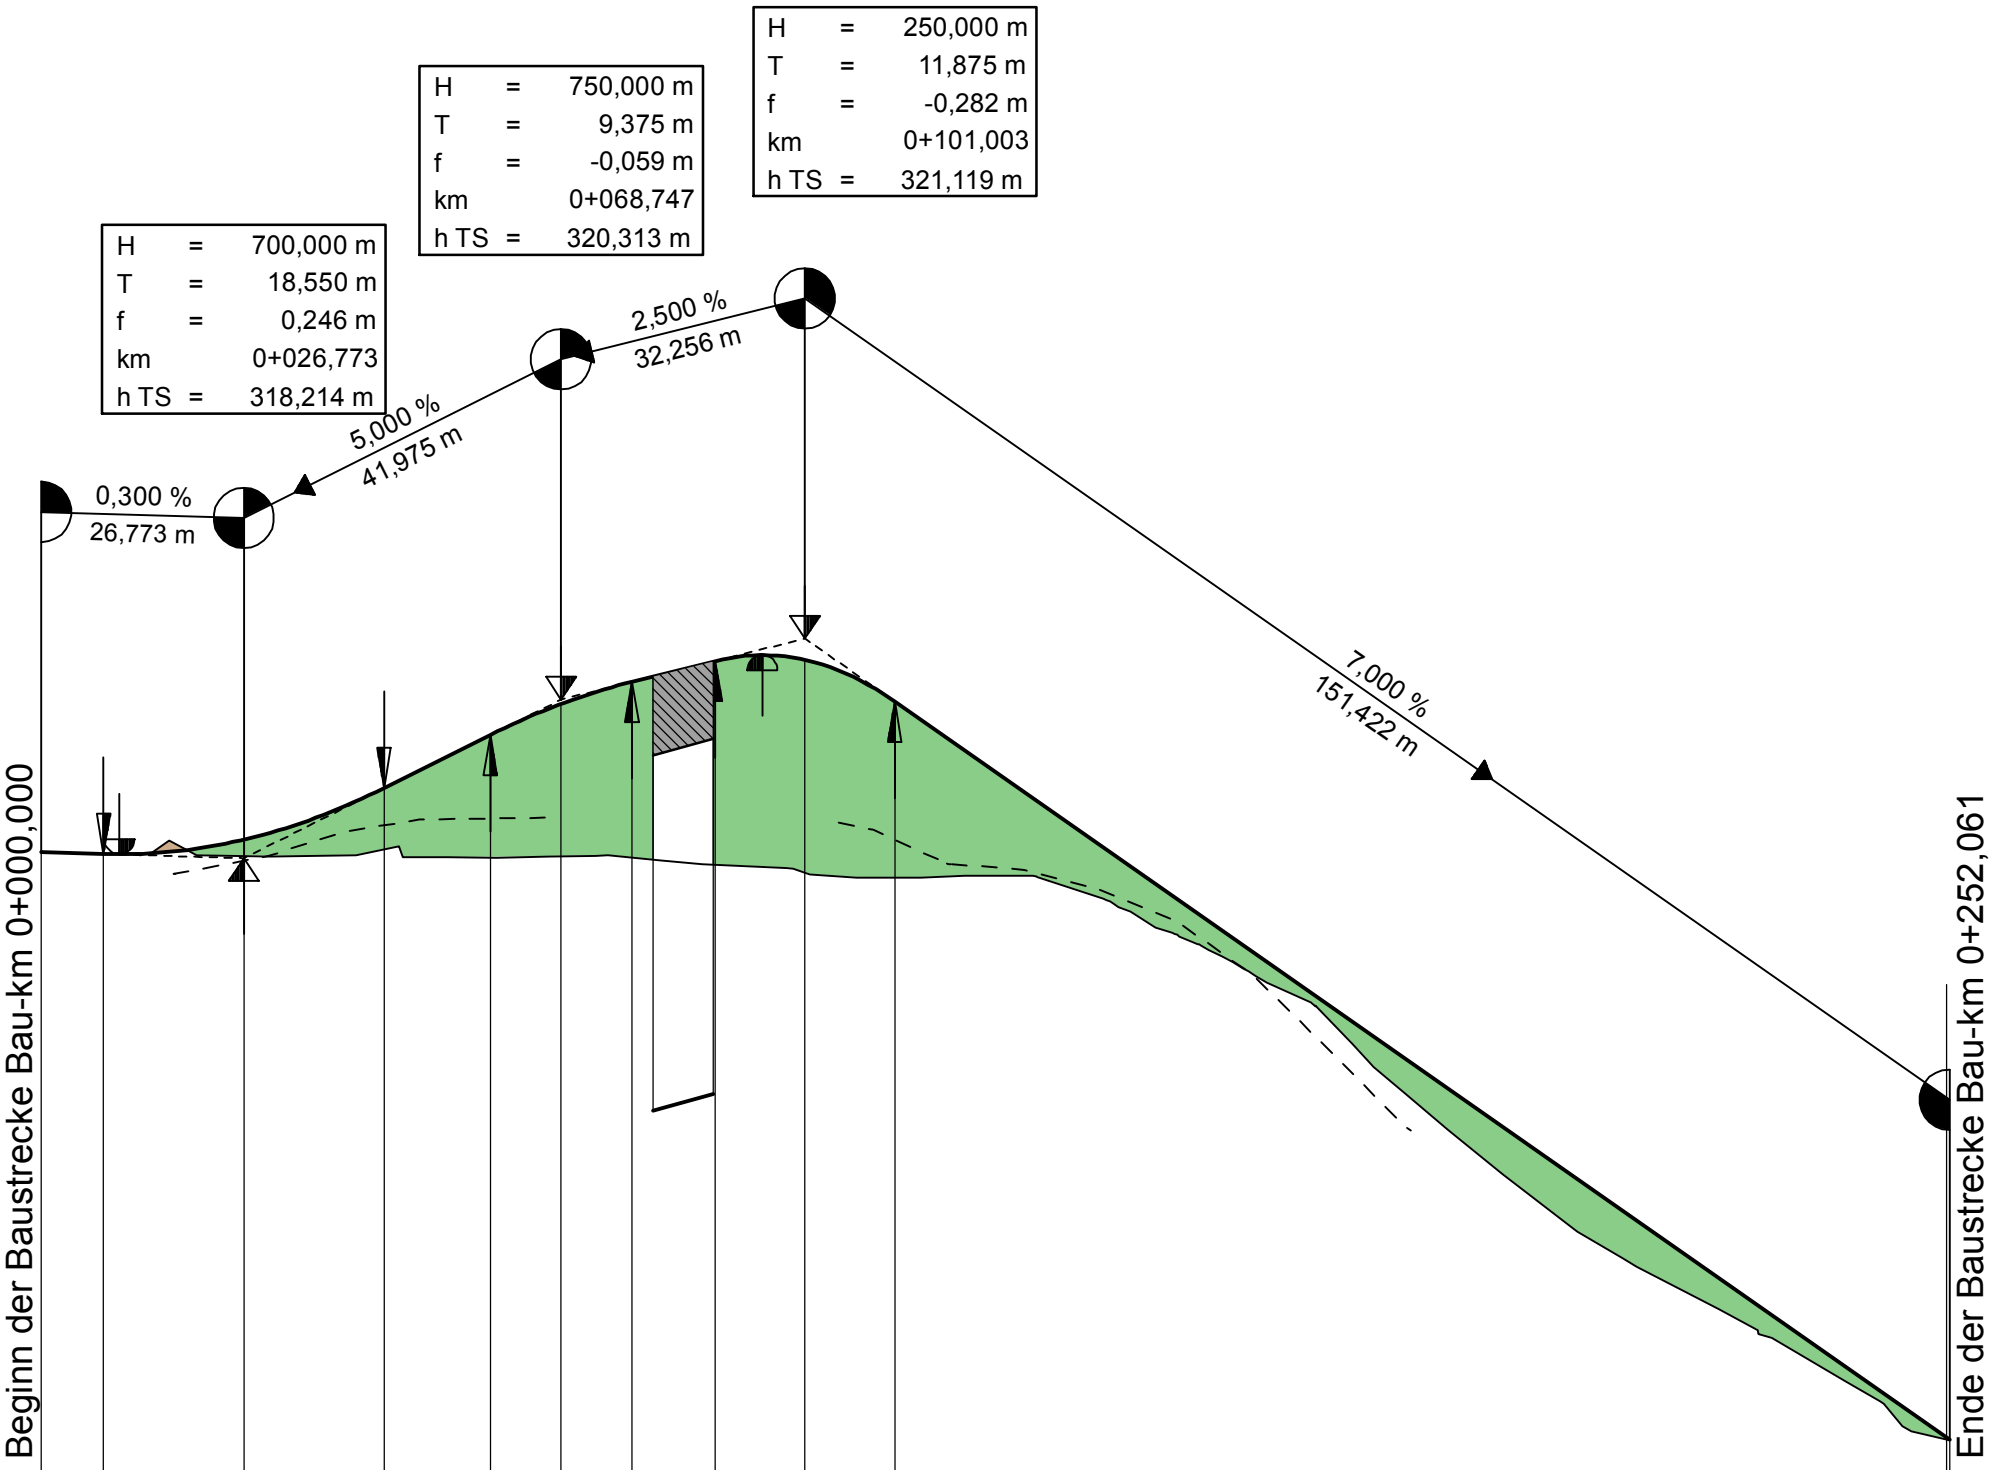 H = 250,000 m
T = 11,875 m
f = -0,282 m
km 0+101,003
h TS = 321,119 m
H = 750,000 m
T = 9,375 m
f = -0,059 m
km 0+068,747
h TS = 320,313 m
H = 700,000 m
T = 18,550 m
f = 0,246 m
km 0+026,773
h TS = 318,214 m
2,500 %
32,256 m
5,000 %
41,975 m
0,300 %
26,773 m
7,000 %
151,422 m
Beginn der Baustrecke Bau-km 0+000,000
Ende der Baustrecke Bau-km 0+252,061